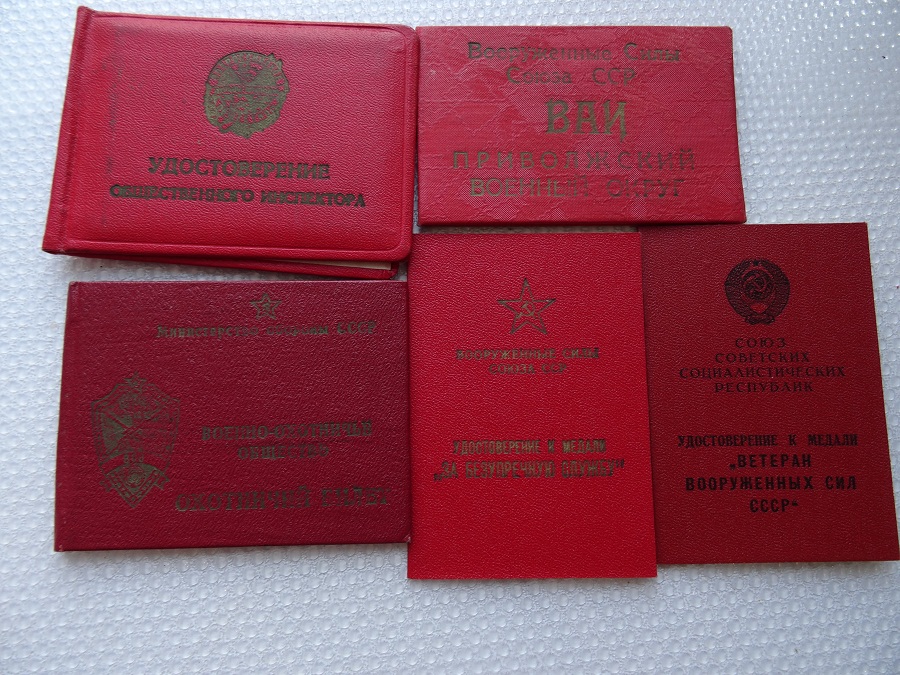 УДОСТОВЕРЕНИЕ
ОБЩЕСТВЕННОГО ИНСПЕКТОРА
Вооруженные Силы
Союза ССР
ВАИ
ПРИВОЛЖСКИЙ
ВОЕННЫЙ ОКРУГ
Министерство обороны СССР
ВОЕННО-ОХОТНИЧЬЕ
ОБЩЕСТВО
ОХОТНИЧИЙ БИЛЕТ
ВООРУЖЕННЫЕ СИЛЫ
СОЮЗА ССР
УДОСТОВЕРЕНИЕ К МЕДАЛИ
„ЗА БЕЗУПРЕЧНУЮ СЛУЖБУ"
СОЮЗ
СОВЕТСКИХ
СОЦИАЛИСТИЧЕСКИХ
РЕСПУБЛИК
УДОСТОВЕРЕНИЕ К МЕДАЛИ
„ВЕТЕРАН
ВООРУЖЕННЫХ СИЛ
СССР"